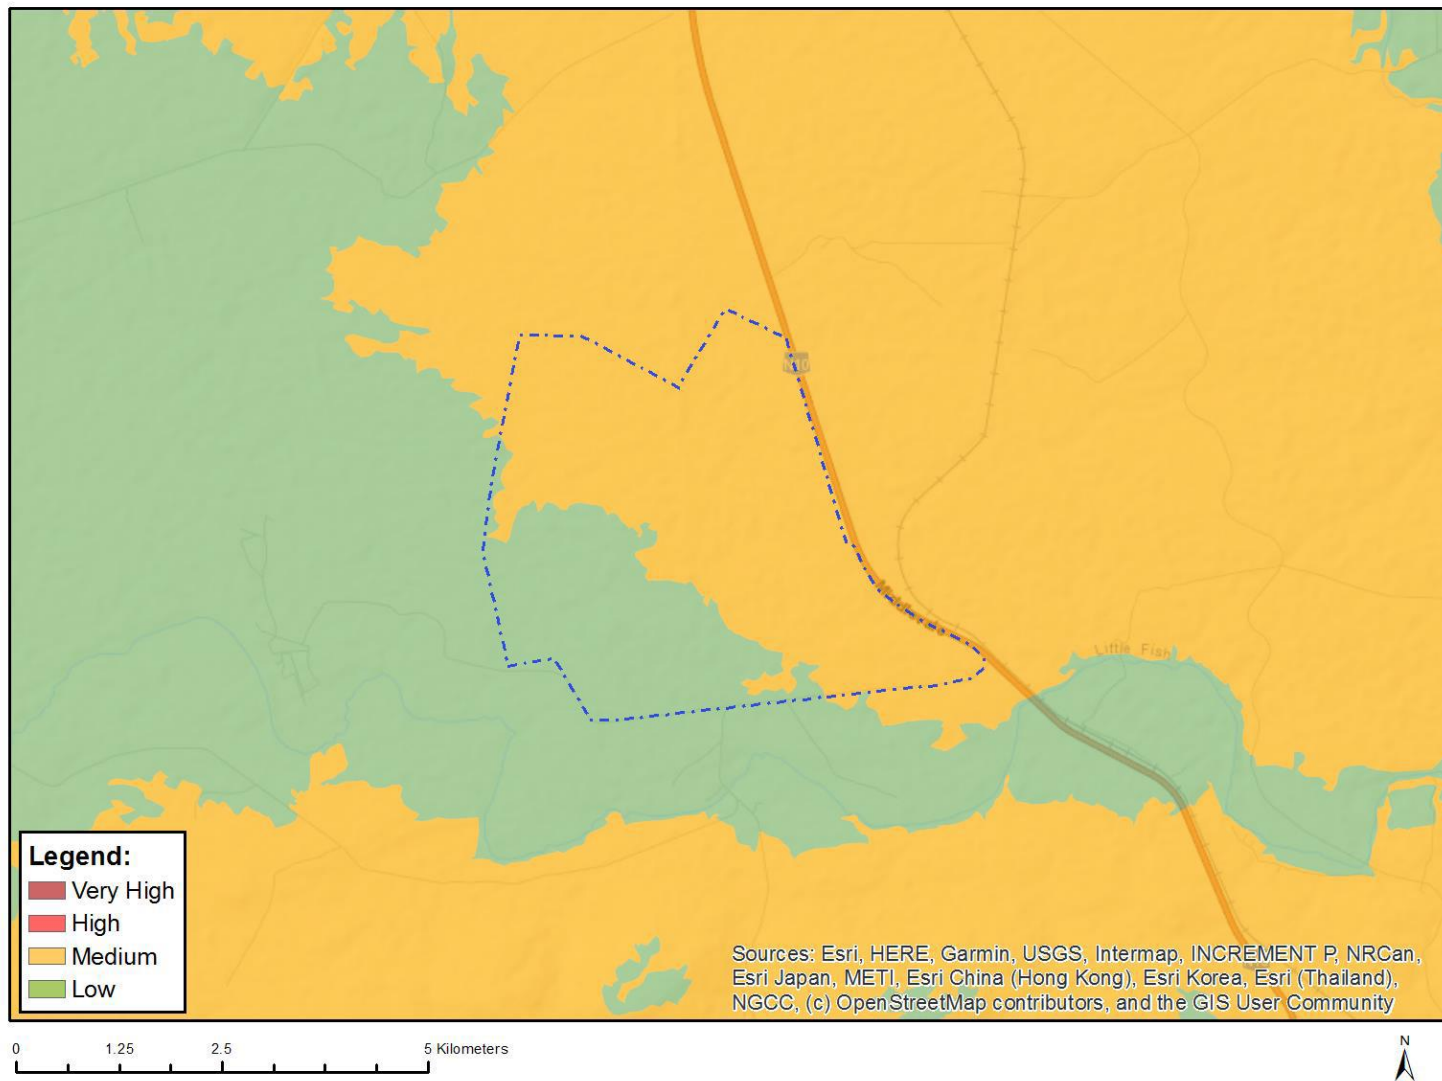 Little Fish
Legend:
Very High
High
Medium
Low
Sources: Esri, HERE, Garmin, USGS, Intermap, INCREMENT P, NRCan,
Esri Japan, METI, Esri China (Hong Kong), Esri Korea, Esri (Thailand),
NGCC, (c) OpenStreetMap contributors, and the GIS User Community
0 1.25 2.5 5 Kilometers
N